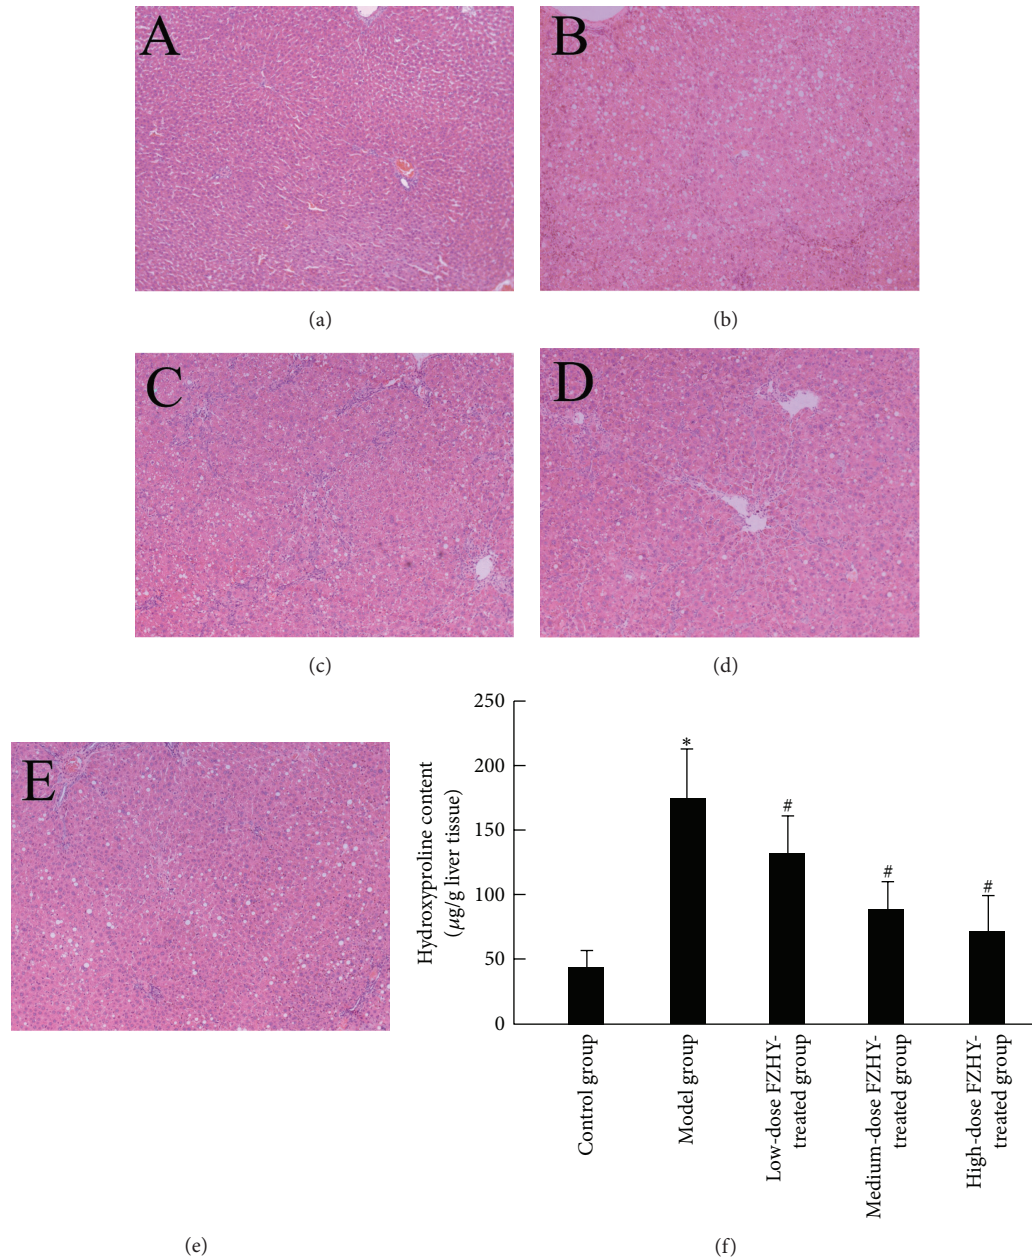 A
B
(a)
(b)
C
D
(c)
(d)
E
(e)
Hydroxyproline content
(μg/g liver tissue)
250
200
150
100
50
0
*
#
#
#
Control group
Model group
Low-dose FZHY-
treated group
Medium-dose FZHY-
treated group
High-dose FZHY-
treated group
(f)